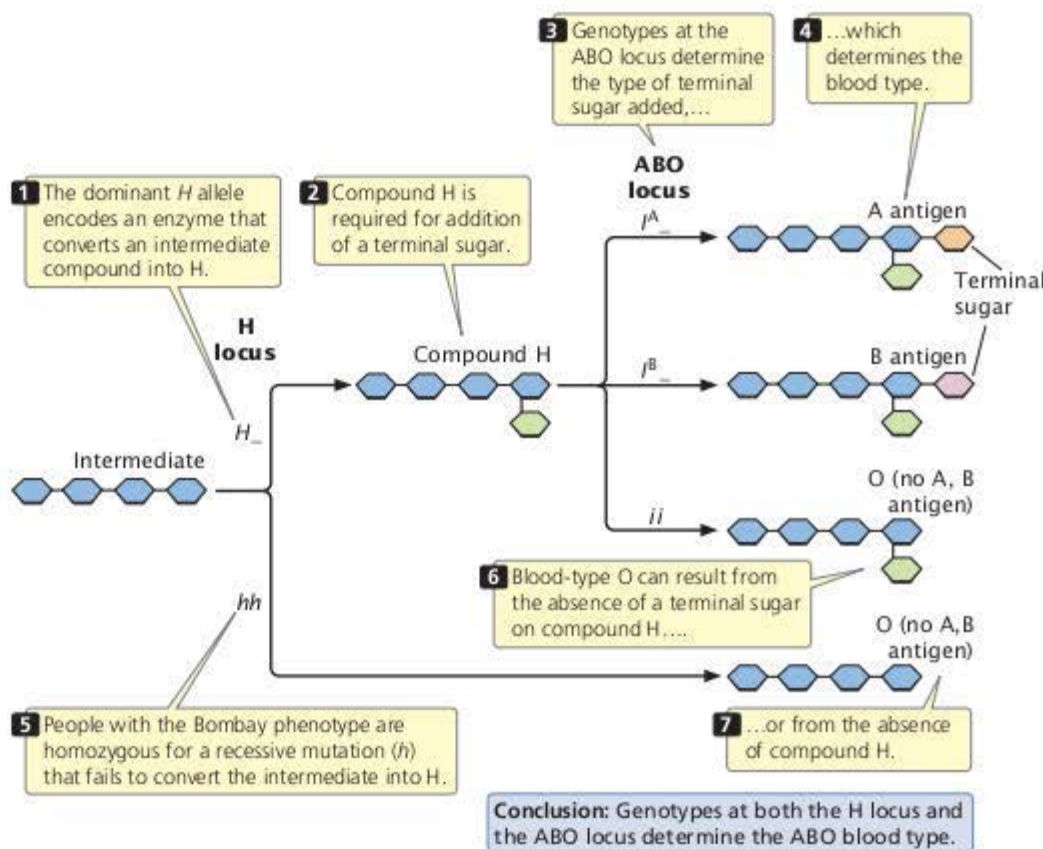 3 Genotypes at the
ABO locus determine
the type of terminal
sugar added,...
4 ...which
determines the
blood type.
1 The dominant H allele
encodes an enzyme that
converts an intermediate
compound into H.
2 Compound H is
required for addition
of a terminal sugar.
ABO
locus
I^A_
A antigen
Terminal
sugar
H
locus
Compound H
I^B_
B antigen
H_
Intermediate
O (no A, B
antigen)
ii
6 Blood-type O can result from
the absence of a terminal sugar
on compound H....
hh
O (no A,B
antigen)
5 People with the Bombay phenotype are
homozygous for a recessive mutation (h)
that fails to convert the intermediate into H.
7 ...or from the absence
of compound H.
Conclusion: Genotypes at both the H locus and
the ABO locus determine the ABO blood type.